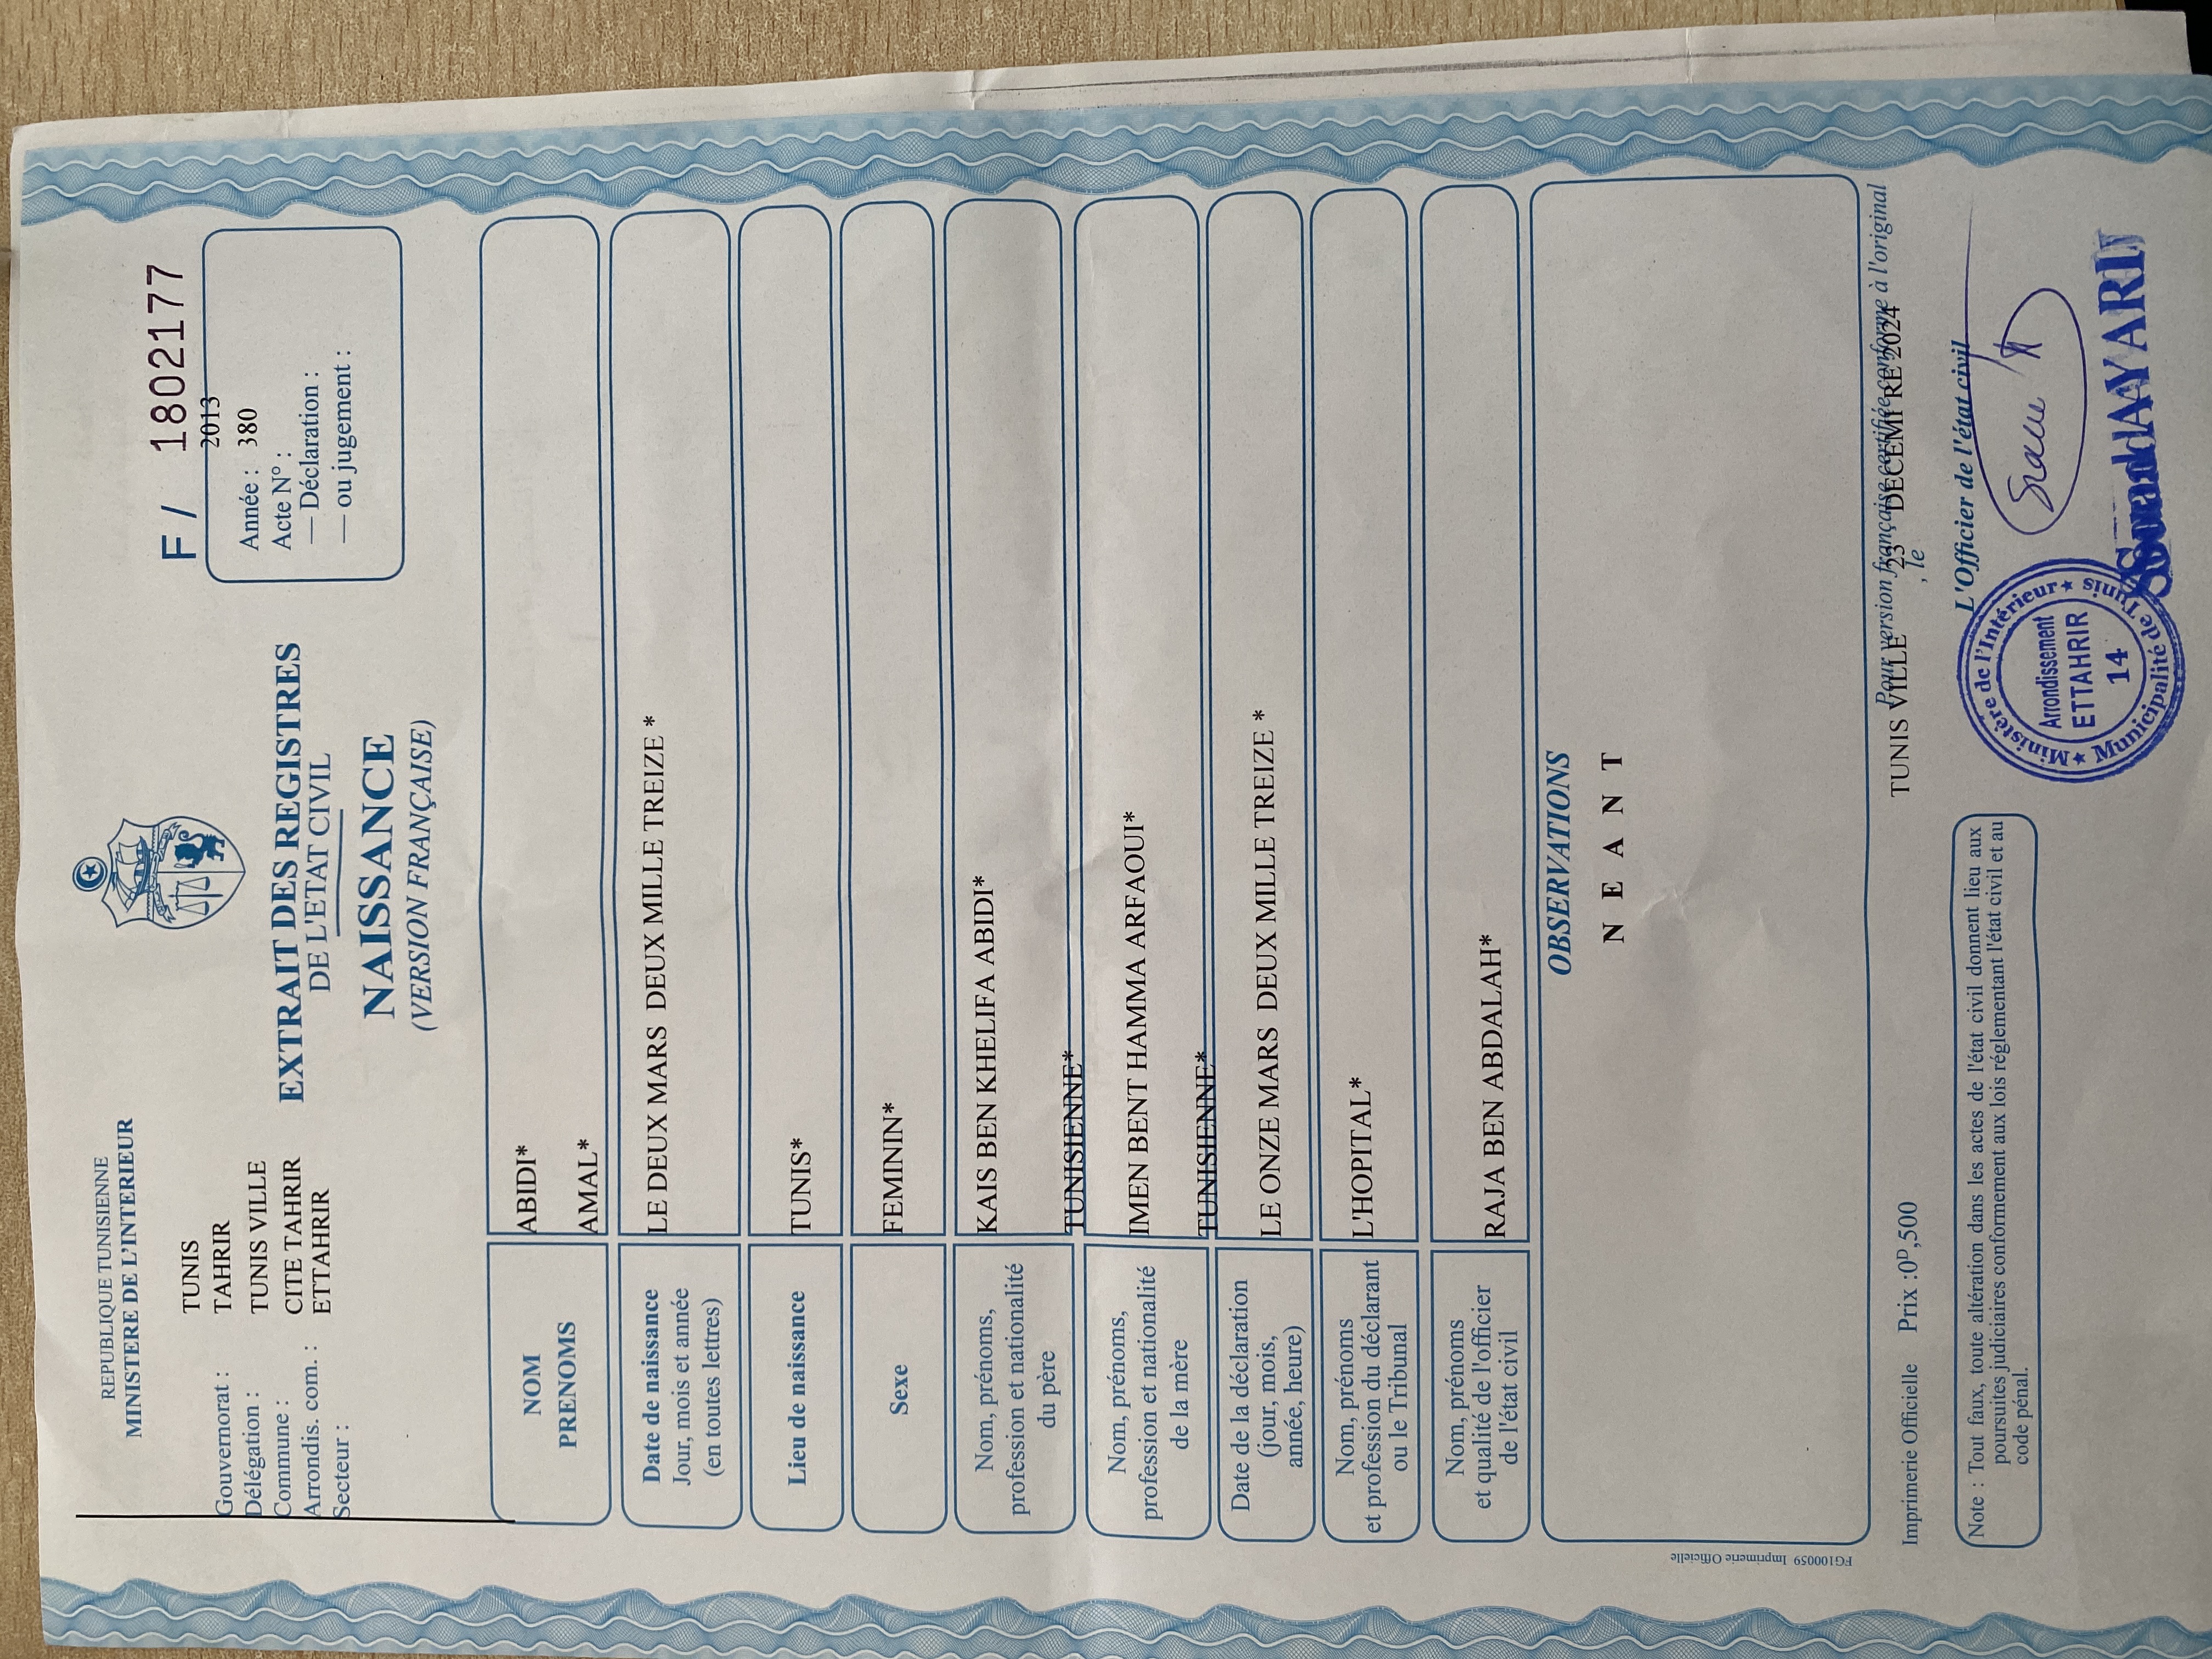 REPUBLIQUE TUNISIENNE
MINISTERE DE L'INTERIEUR
TUNIS
Gouvernorat :
TAHRIR
Délégation :
TUNIS VILLE
Commune :
CITE TAHRIR
Arrondis. com. :
ETTAHRIR
Secteur :
EXTRAIT DES REGISTRES
DE L'ETAT CIVIL
NAISSANCE
(VERSION FRANÇAISE)
F / 1802177
2013
Année : 380
Acte N° :
— Déclaration :
— ou jugement :
NOM
PRENOMS
ABIDI*
AMAL*
Date de naissance
Jour, mois et année
(en toutes lettres)
LE DEUX MARS DEUX MILLE TREIZE *
Lieu de naissance
TUNIS*
Sexe
FEMININ*
Nom, prénoms,
profession et nationalité
du père
KAIS BEN KHELIFA ABIDI*
TUNISIENNE*
Nom, prénoms,
profession et nationalité
de la mère
IMEN BENT HAMMA ARFAOUI*
TUNISIENNE*
Date de la déclaration
(jour, mois,
année, heure)
LE ONZE MARS DEUX MILLE TREIZE *
Nom, prénoms
et profession du déclarant
ou le Tribunal
L'HOPITAL*
Nom, prénoms
et qualité de l'officier
de l'état civil
RAJA BEN ABDALAH*
OBSERVATIONS
N E A N T
FG100059 Imprimerie Officielle
Imprimerie Officielle Prix :0ᴰ,500
Pour version française certifiée conforme à l'original
TUNIS VILLE 23 DECEMBRE 2024
, le
L'Officier de l'état civil
Note : Tout faux, toute altération dans les actes de l'état civil donnent lieu aux
poursuites judiciaires conformement aux lois réglementant l'état civil et au
code pénal.
★ Ministère de l'Intérieur ★
Municipalité de Tunis
Arrondissement
ETTAHRIR
14
Souad AYARI